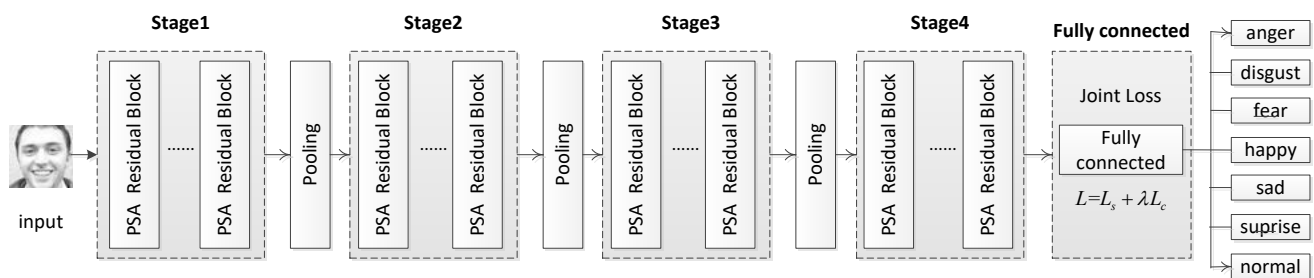 Stage1
Stage2
Stage3
Stage4
Fully connected
input
PSA Residual Block
......
PSA Residual Block
Pooling
PSA Residual Block
......
PSA Residual Block
Pooling
PSA Residual Block
......
PSA Residual Block
Pooling
PSA Residual Block
......
PSA Residual Block
Joint Loss
Fully
connected
L=L_s + λL_c
anger
disgust
fear
happy
sad
suprise
normal